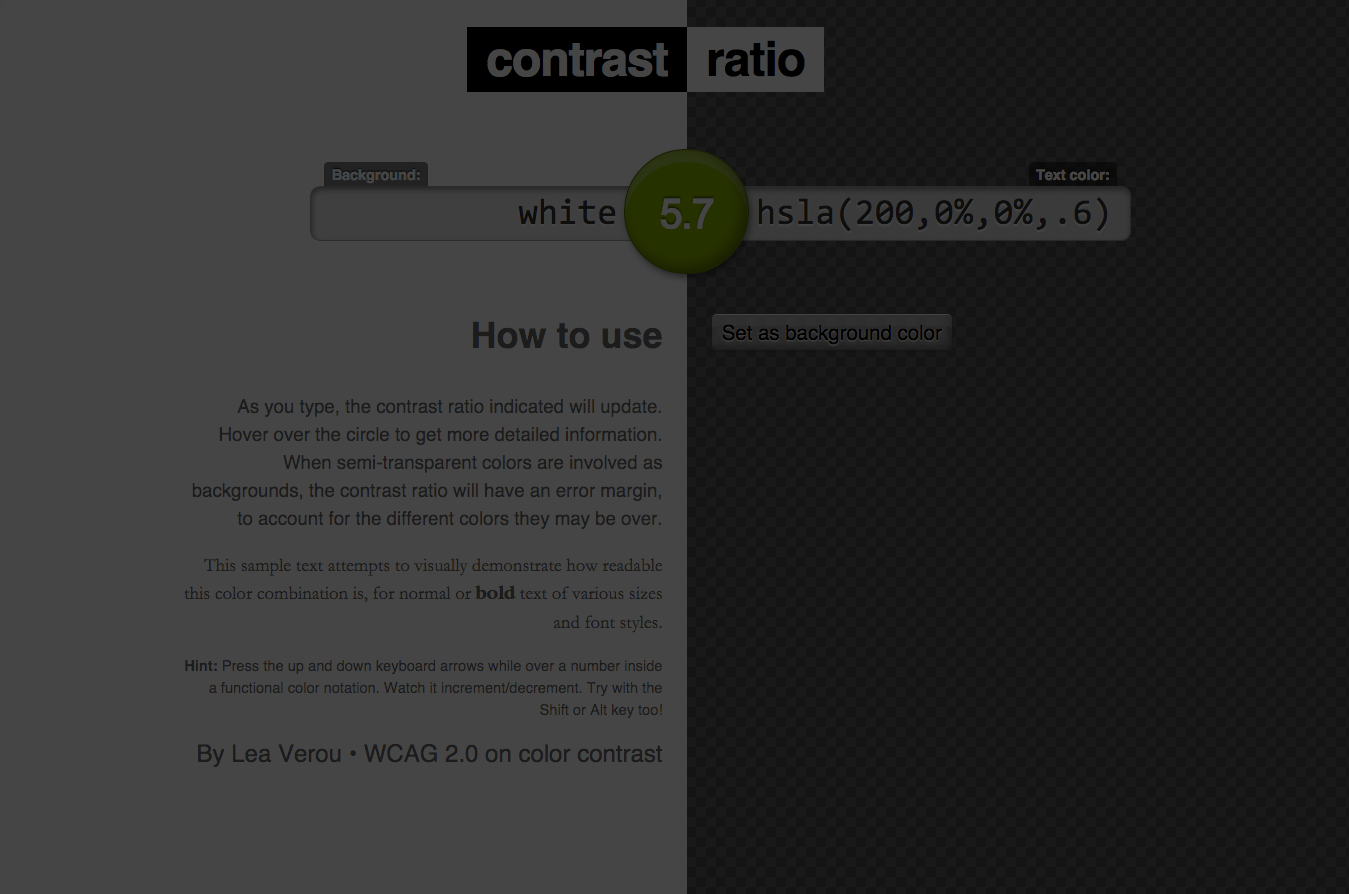 contrast ratio
Background:
Text color:
white 5.7 hsla(200,0%,0%,.6)
How to use
Set as background color
As you type, the contrast ratio indicated will update.
Hover over the circle to get more detailed information.
When semi-transparent colors are involved as
backgrounds, the contrast ratio will have an error margin,
to account for the different colors they may be over.
This sample text attempts to visually demonstrate how readable
this color combination is, for normal or bold text of various sizes
and font styles.
Hint: Press the up and down keyboard arrows while over a number inside
a functional color notation. Watch it increment/decrement. Try with the
Shift or Alt key too!
By Lea Verou • WCAG 2.0 on color contrast